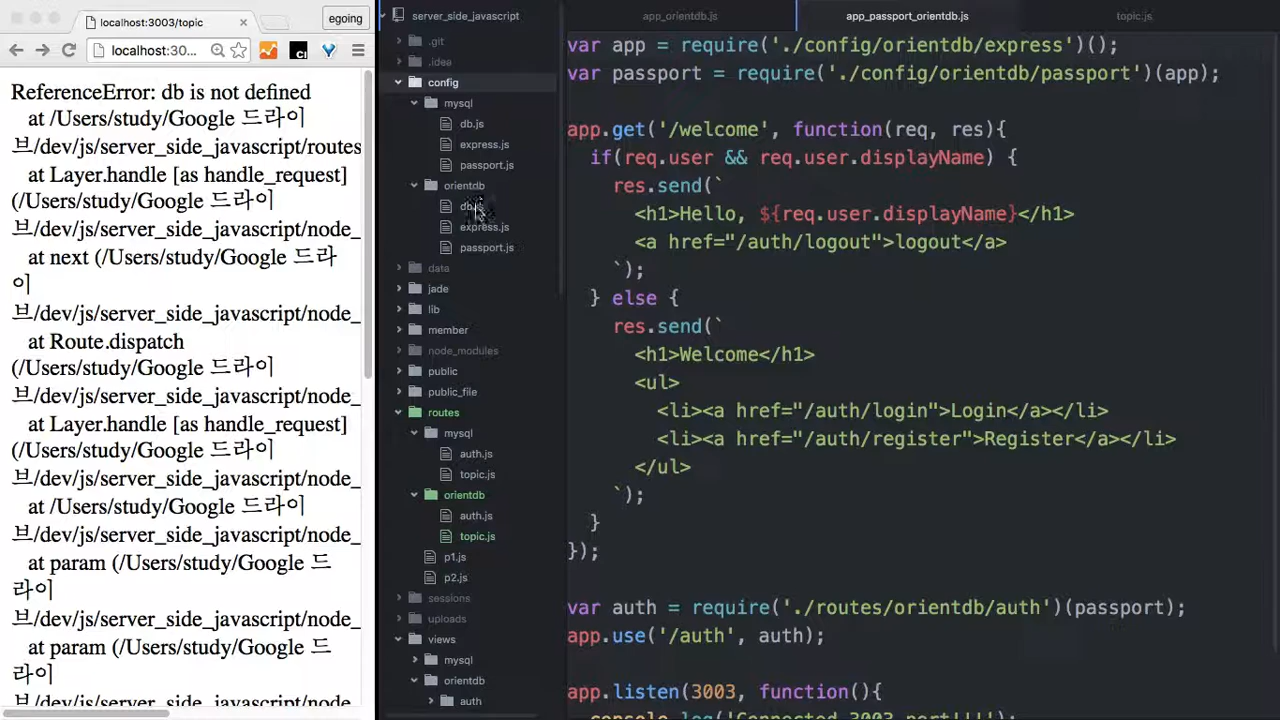 localhost:3003/topic
egoing
localhost:30...
ReferenceError: db is not defined
at /Users/study/Google 드라이
브/dev/js/server_side_javascript/routes
at Layer.handle [as handle_request]
(/Users/study/Google 드라이
브/dev/js/server_side_javascript/node_
at next (/Users/study/Google 드라
이
브/dev/js/server_side_javascript/node_
at Route.dispatch
(/Users/study/Google 드라이
브/dev/js/server_side_javascript/node_
at Layer.handle [as handle_request]
(/Users/study/Google 드라이
브/dev/js/server_side_javascript/node_
at /Users/study/Google 드라이
브/dev/js/server_side_javascript/node_
at param (/Users/study/Google 드
라이
브/dev/js/server_side_javascript/node_
at param (/Users/study/Google 드
라이
server_side_javascript
.git
.idea
config
mysql
db.js
express.js
passport.js
orientdb
db.js
express.js
passport.js
data
jade
lib
member
node_modules
public
public_file
routes
mysql
auth.js
topic.js
orientdb
auth.js
topic.js
p1.js
p2.js
sessions
uploads
views
mysql
orientdb
auth
app_orientdb.js
app_passport_orientdb.js
topic.js
var app = require('./config/orientdb/express')();
var passport = require('./config/orientdb/passport')(app);
app.get('/welcome', function(req, res){
if(req.user && req.user.displayName) {
res.send(`
<h1>Hello, ${req.user.displayName}</h1>
<a href="/auth/logout">logout</a>
`);
} else {
res.send(`
<h1>Welcome</h1>
<ul>
<li><a href="/auth/login">Login</a></li>
<li><a href="/auth/register">Register</a></li>
</ul>
`);
}
});
var auth = require('./routes/orientdb/auth')(passport);
app.use('/auth', auth);
app.listen(3003, function(){
console.log('Connected 3003 port!!!');